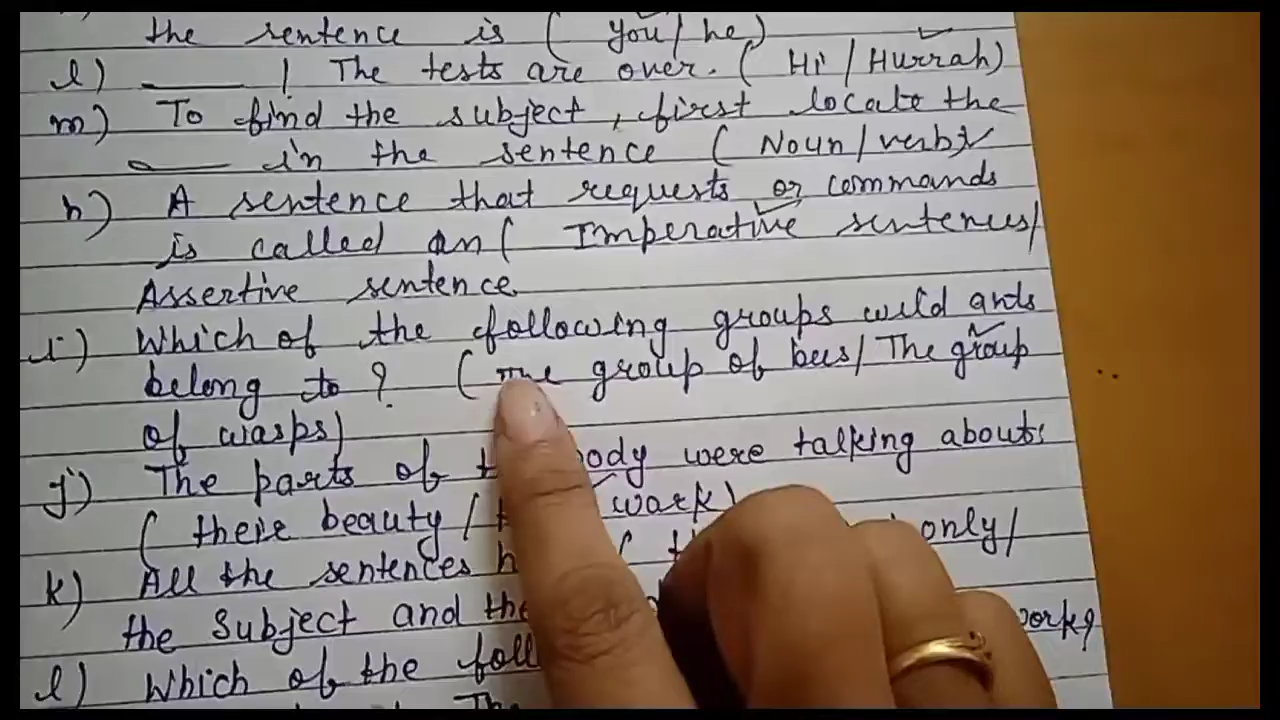 the sentence is ( You/he)
l) ____ ! The tests are over. ( Hi / Hurrah)
m) To find the subject, first locate the
____ in the sentence ( Noun/verb)
h) A sentence that requests or commands
is called an ( Imperative sentences/
Assertive sentence
i) Which of the following groups wild ants
belong to ? ( The group of bees/ The group
of wasps)
j) The parts of body were talking about:
( there beauty / work)
k) All the sentences ( only/
the Subject and the
l) Which of the
The